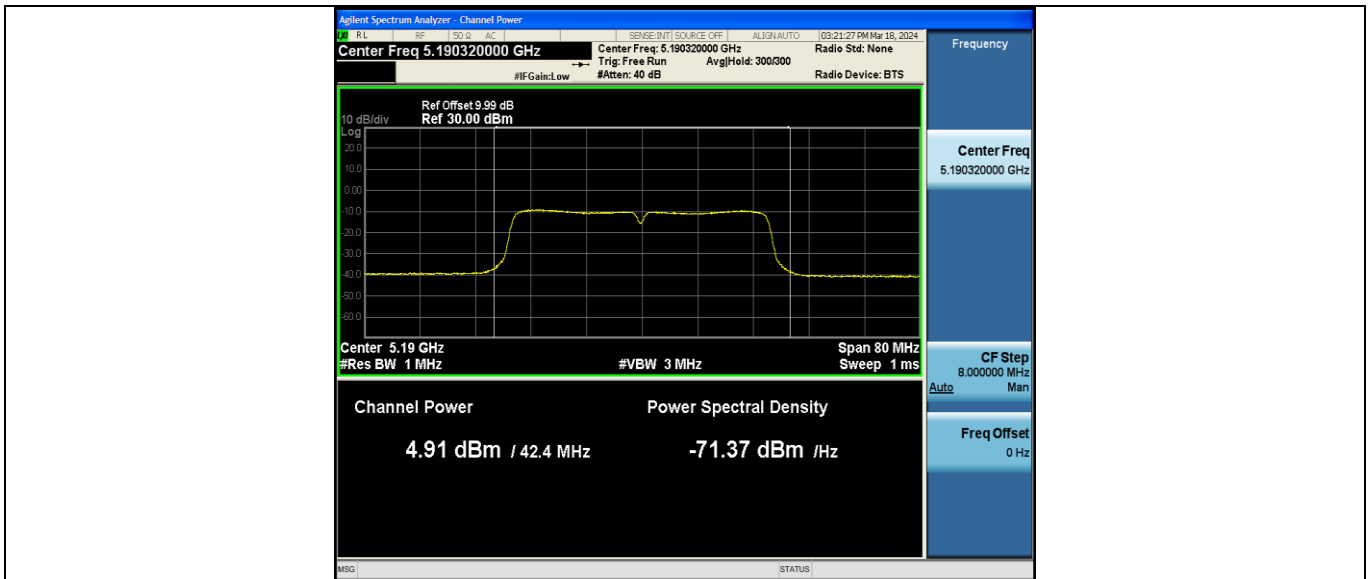 Agilent Spectrum Analyzer - Channel Power
LXI RL RF 50 Ω AC SENSE:INT SOURCE OFF ALIGN AUTO 03:21:27 PM Mar 18, 2024
Center Freq 5.190320000 GHz
Center Freq: 5.190320000 GHz Radio Std: None
Trig: Free Run Avg|Hold: 300/300
#IFGain:Low #Atten: 40 dB Radio Device: BTS
Ref Offset 9.99 dB
10 dB/div Ref 30.00 dBm
Log
20.0
10.0
0.00
-10.0
-20.0
-30.0
-40.0
-50.0
-60.0
Center 5.19 GHz Span 80 MHz
#Res BW 1 MHz #VBW 3 MHz Sweep 1 ms
Channel Power Power Spectral Density
4.91 dBm / 42.4 MHz -71.37 dBm /Hz
MSG STATUS
Frequency
Center Freq
5.190320000 GHz
CF Step
8.000000 MHz
Auto Man
Freq Offset
0 Hz